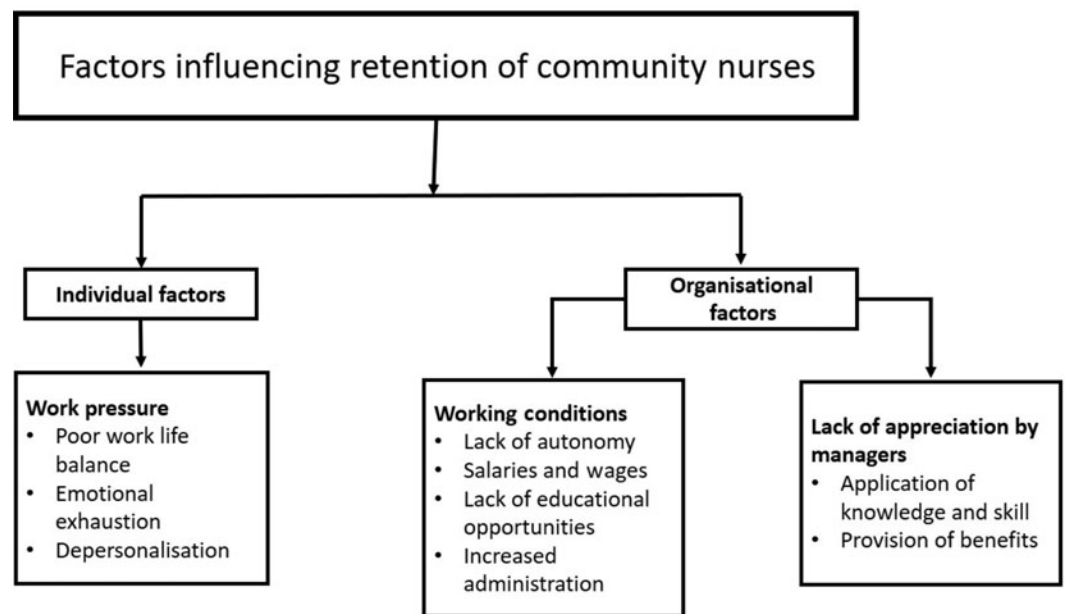 Factors influencing retention of community nurses
Individual factors
Organisational
factors
Work pressure
• Poor work life
balance
• Emotional
exhaustion
• Depersonalisation
Working conditions
• Lack of autonomy
• Salaries and wages
• Lack of educational
opportunities
• Increased
administration
Lack of appreciation by
managers
• Application of
knowledge and skill
• Provision of benefits